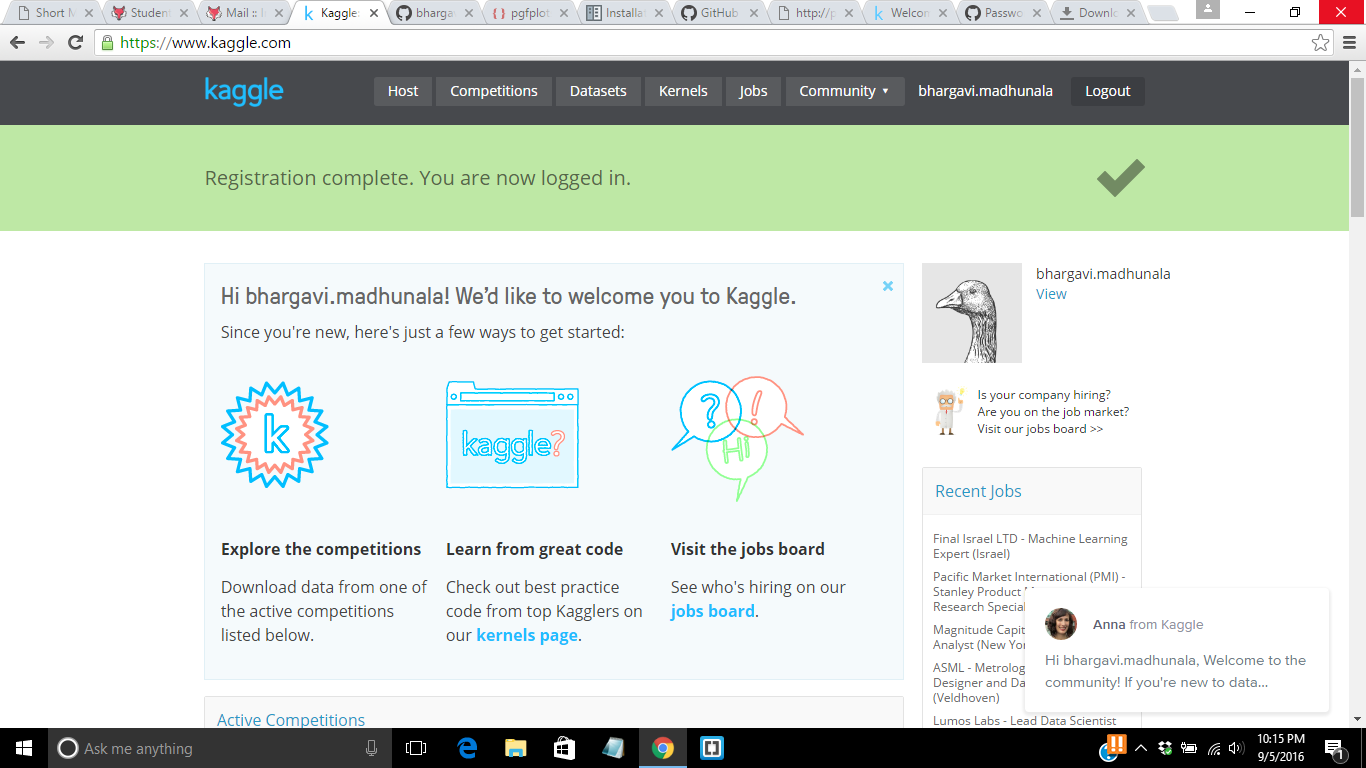 Short M
Student
Mail ::
Kaggle:
bharga
pgfplot
Installa
GitHub
http://p
Welcom
Passwo
Downlo
https://www.kaggle.com
kaggle
Host
Competitions
Datasets
Kernels
Jobs
Community
bhargavi.madhunala
Logout
Registration complete. You are now logged in.
Hi bhargavi.madhunala! We'd like to welcome you to Kaggle.
Since you're new, here's just a few ways to get started:
k
kaggle?
?
!
Hi
Explore the competitions
Download data from one of
the active competitions
listed below.
Learn from great code
Check out best practice
code from top Kagglers on
our kernels page.
Visit the jobs board
See who's hiring on our
jobs board.
Active Competitions
bhargavi.madhunala
View
Is your company hiring?
Are you on the job market?
Visit our jobs board >>
Recent Jobs
Final Israel LTD - Machine Learning
Expert (Israel)
Pacific Market International (PMI) -
Stanley Product M
Research Special
Magnitude Capit
Analyst (New Yor
ASML - Metrolog
Designer and Da
(Veldhoven)
Lumos Labs - Lead Data Scientist
Anna from Kaggle
Hi bhargavi.madhunala, Welcome to the
community! If you're new to data...
Ask me anything
10:15 PM
9/5/2016
1